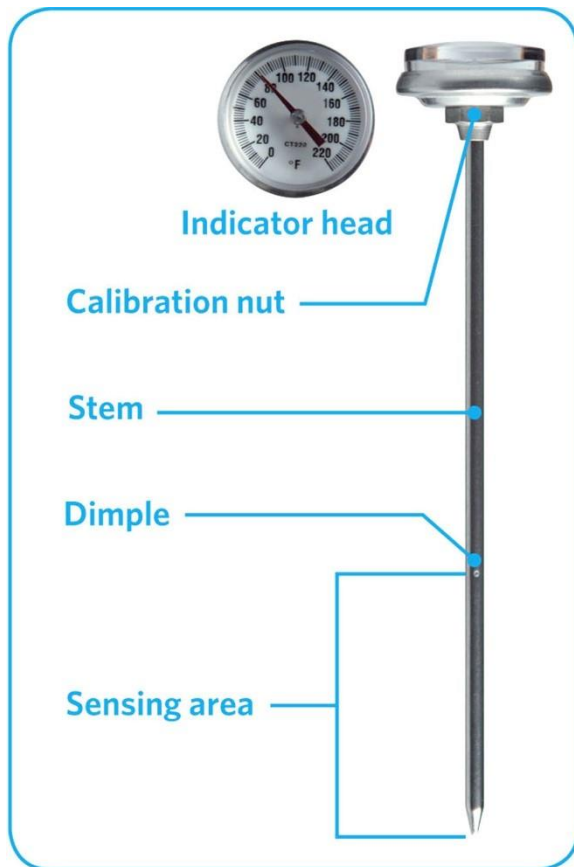 100 120
80 140
60 160
40 180
20 200
0 220
CT220
°F
Indicator head
Calibration nut
Stem
Dimple
Sensing area